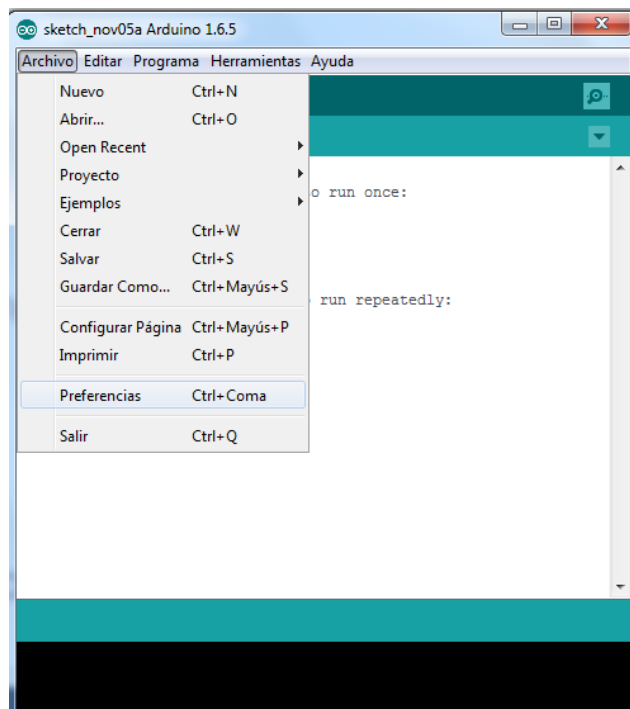 sketch_nov05a Arduino 1.6.5
Archivo Editar Programa Herramientas Ayuda
Nuevo Ctrl+N
Abrir... Ctrl+O
Open Recent
Proyecto
Ejemplos
Cerrar Ctrl+W
Salvar Ctrl+S
Guardar Como... Ctrl+Mayús+S
Configurar Página Ctrl+Mayús+P
Imprimir Ctrl+P
Preferencias Ctrl+Coma
Salir Ctrl+Q
run once:
run repeatedly: